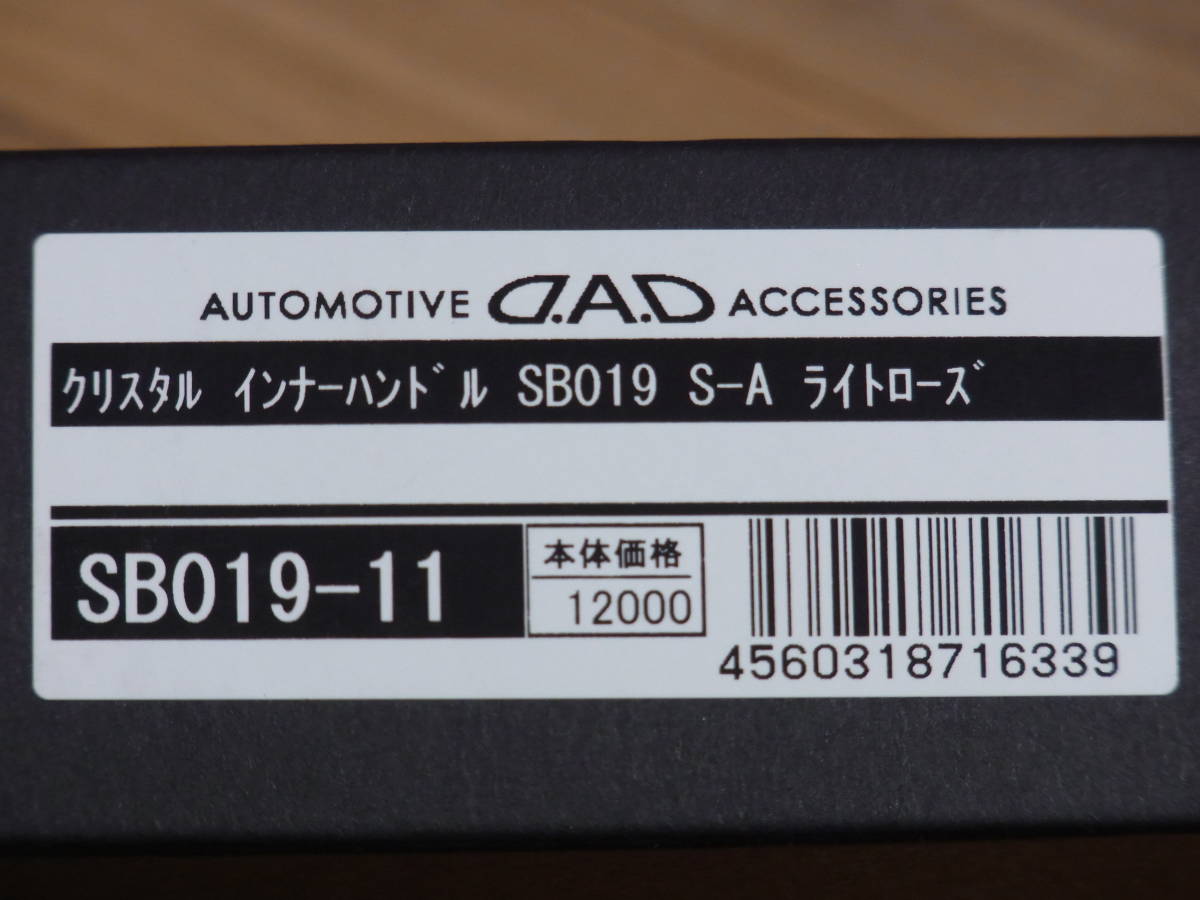 AUTOMOTIVE D.A.D ACCESSORIES
クリスタル インナーハンドル SB019 S-A ライトローズ
SB019-11
本体価格
12000
4560318716339